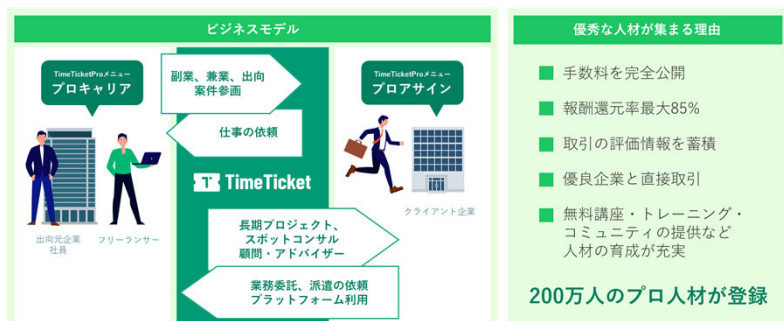 ビジネスモデル
TimeTicketProメニュー
プロキャリア
副業、兼業、出向
案件参画
仕事の依頼
TimeTicketProメニュー
プロアサイン
T TimeTicket
出向元企業
社員
フリーランサー
クライアント企業
長期プロジェクト、
スポットコンサル
顧問・アドバイザー
業務委託、派遣の依頼
プラットフォーム利用
優秀な人材が集まる理由
手数料を完全公開
報酬還元率最大85%
取引の評価情報を蓄積
優良企業と直接取引
無料講座・トレーニング・
コミュニティの提供など
人材の育成が充実
200万人のプロ人材が登録